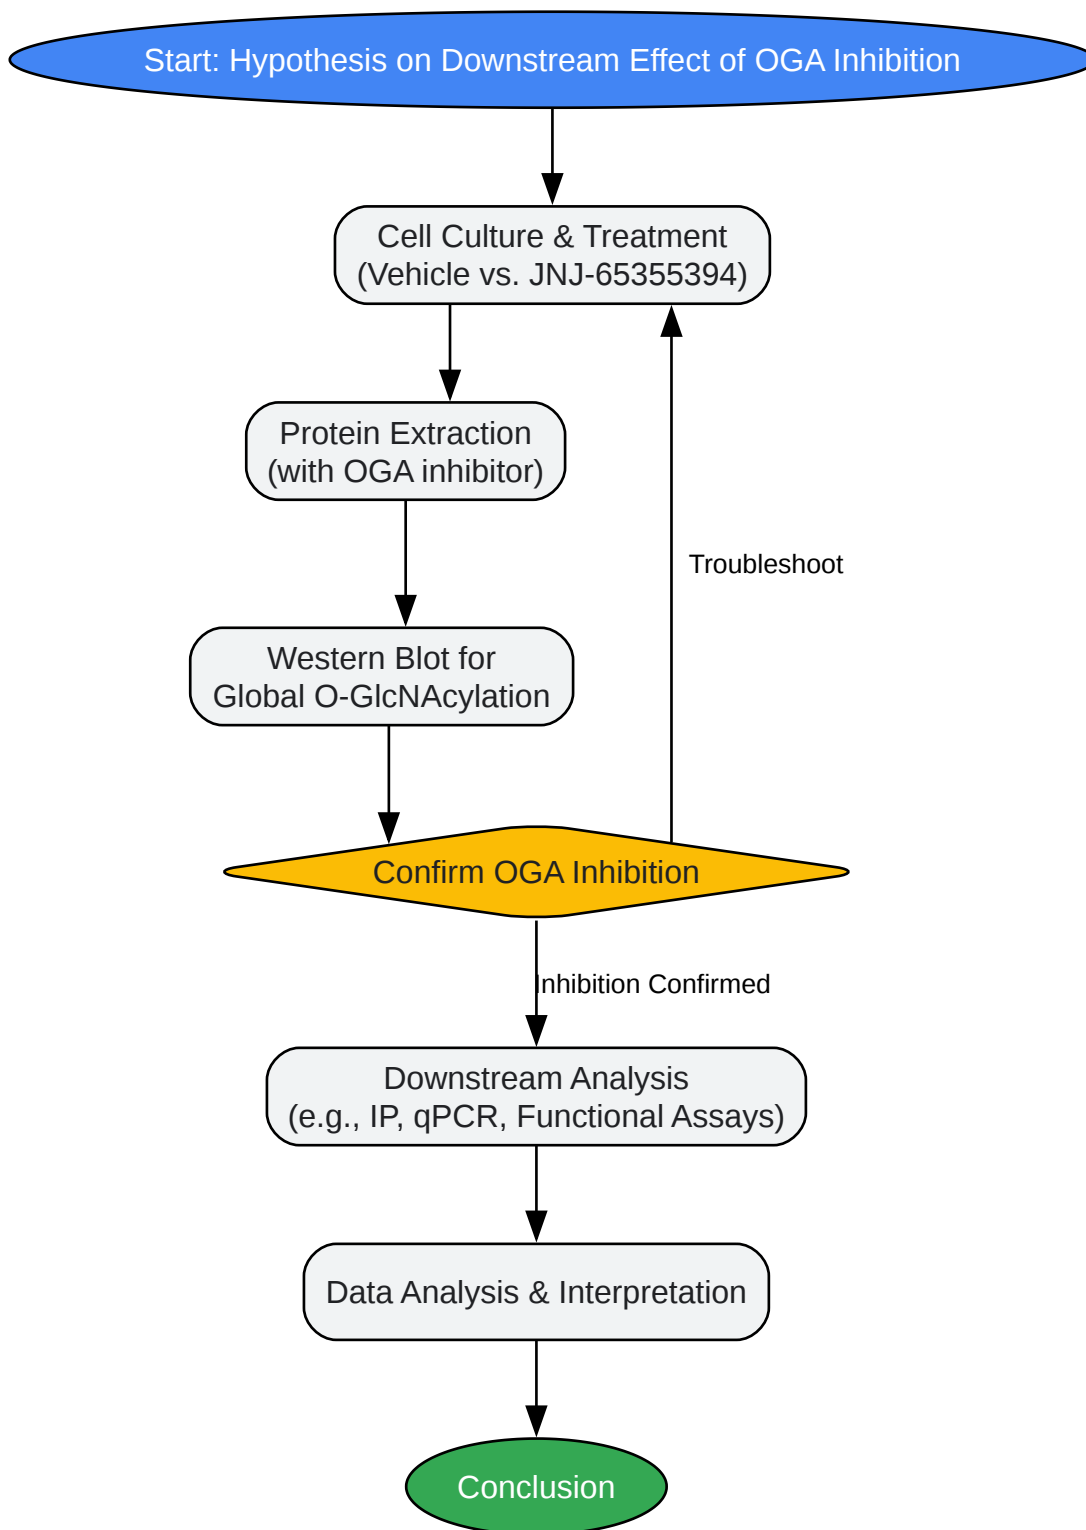 Start: Hypothesis on Downstream Effect of OGA Inhibition
Cell Culture & Treatment
(Vehicle vs. JNJ-65355394)
Protein Extraction
(with OGA inhibitor)
Troubleshoot
Western Blot for
Global O-GlcNAcylation
Confirm OGA Inhibition
Inhibition Confirmed
Downstream Analysis
(e.g., IP, qPCR, Functional Assays)
Data Analysis & Interpretation
Conclusion